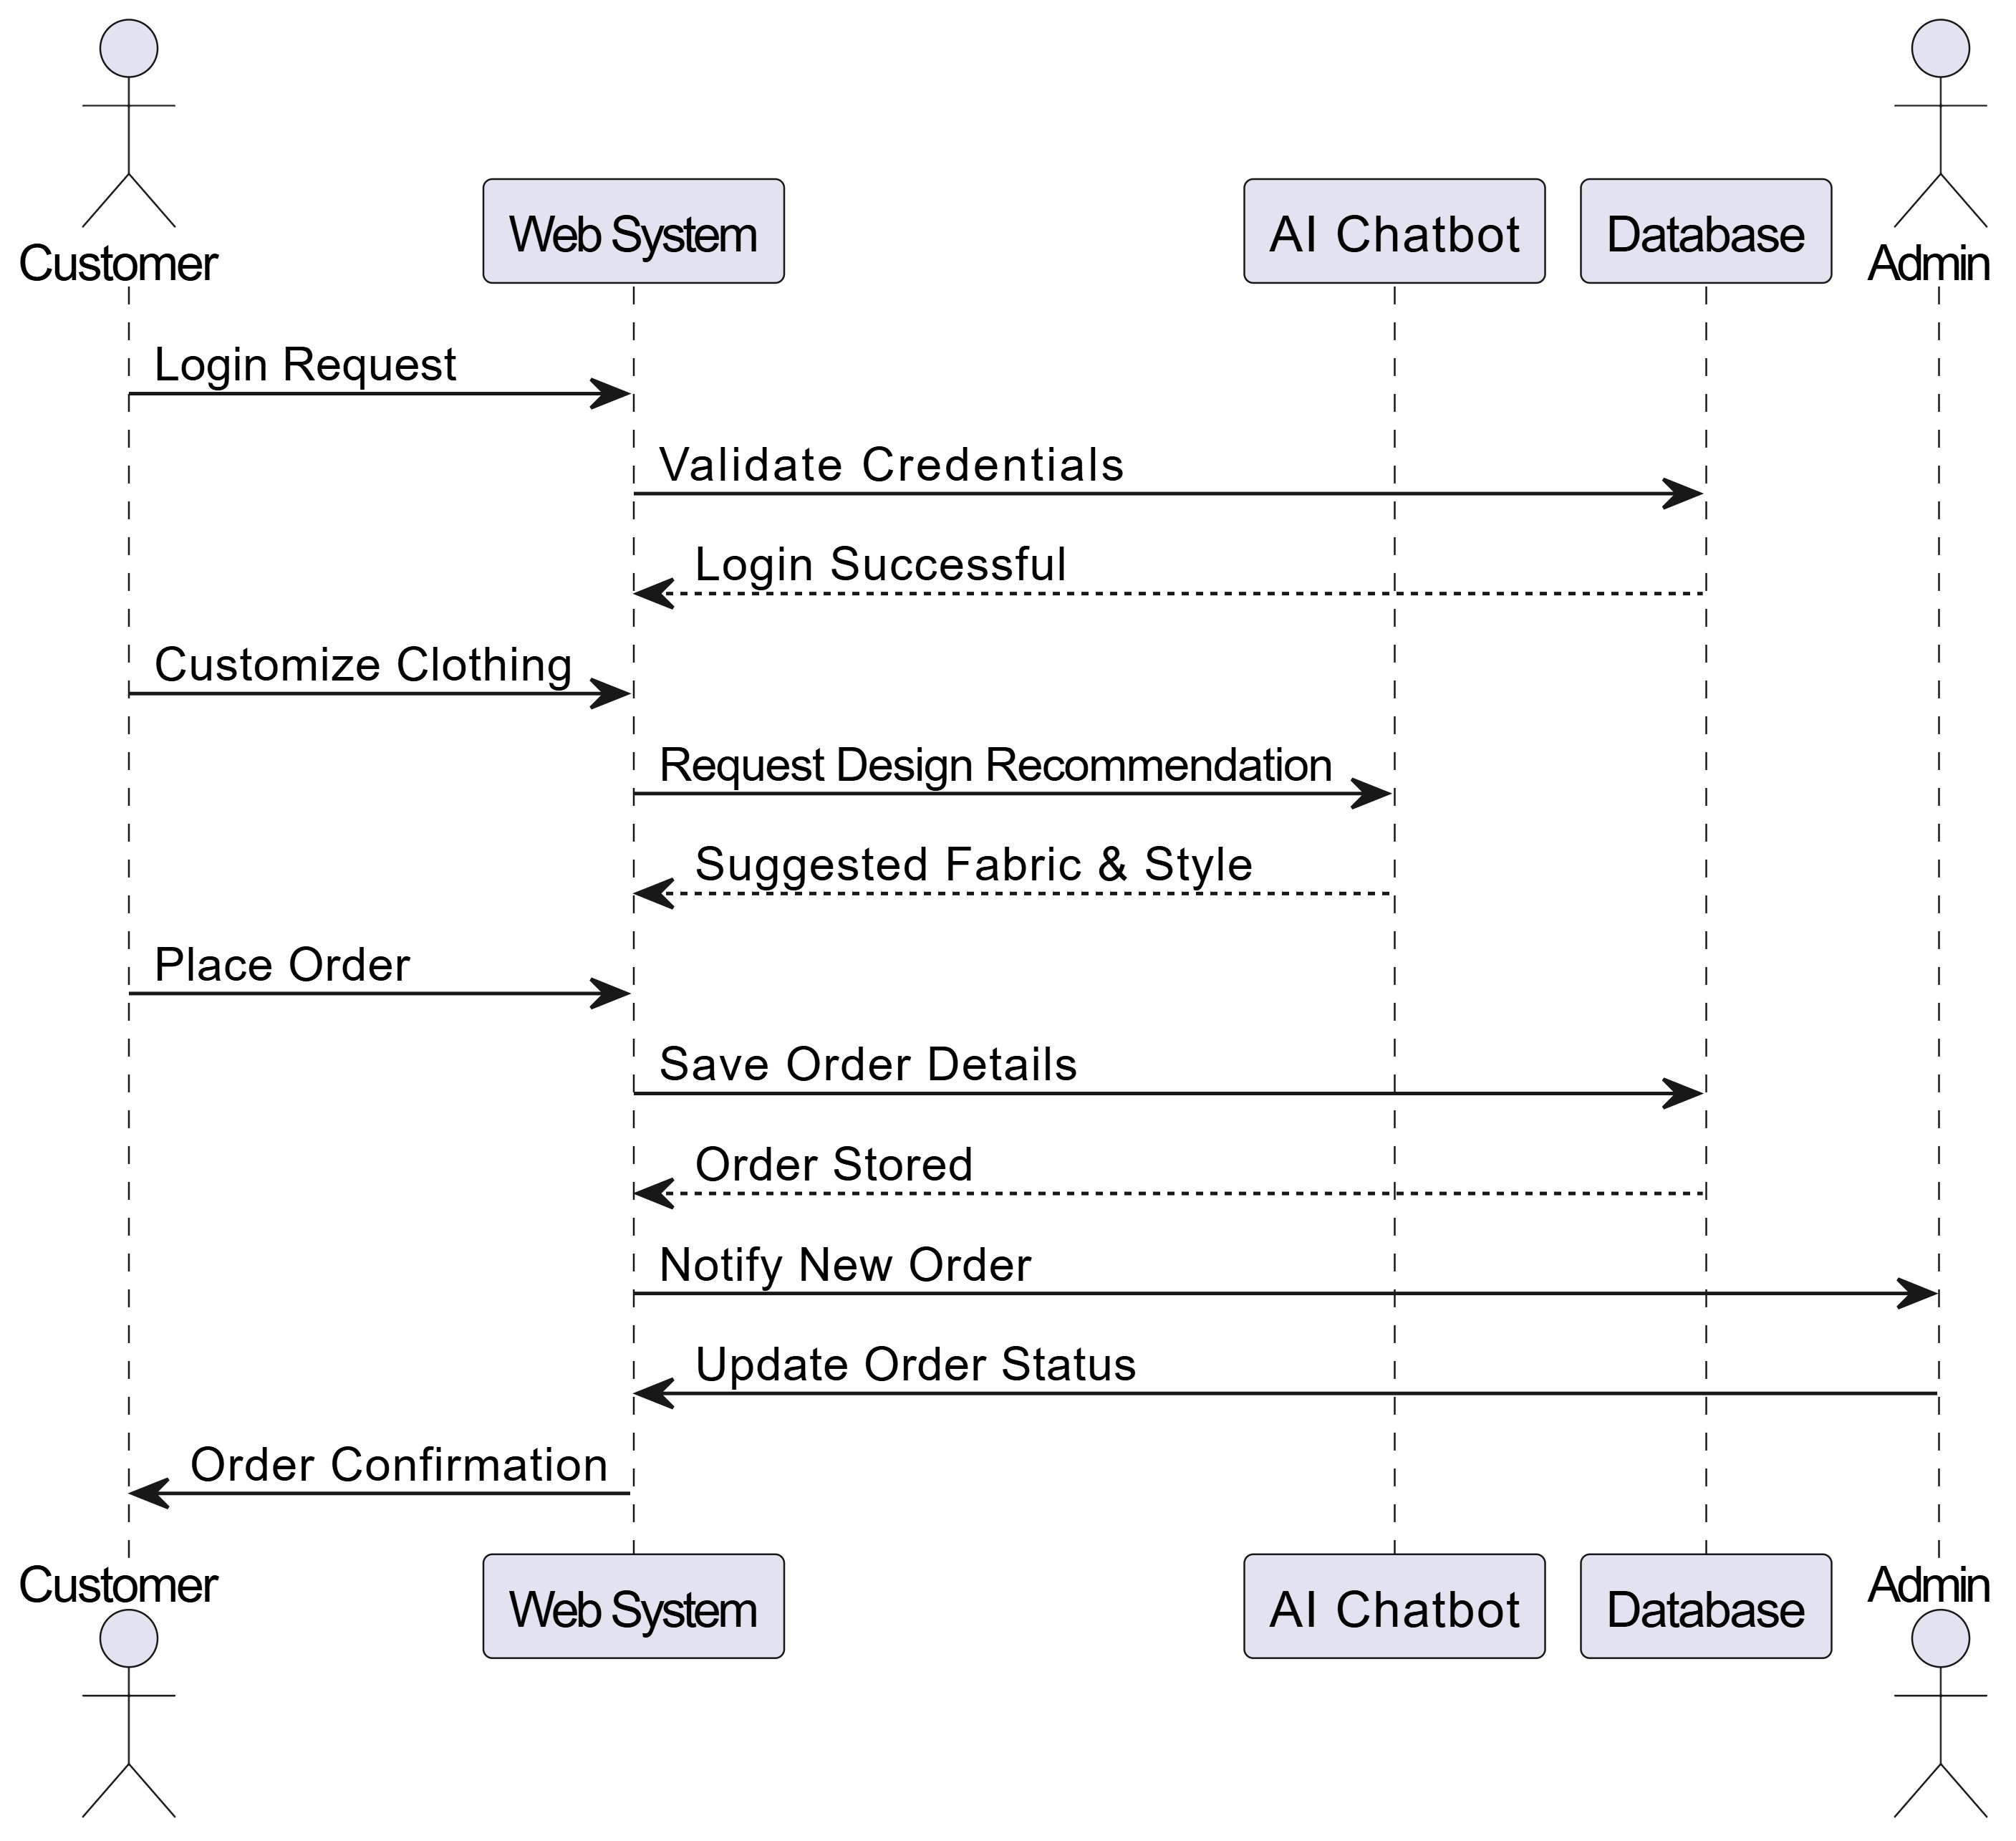 Customer
Web System
AI Chatbot
Database
Admin
Login Request
Validate Credentials
Login Successful
Customize Clothing
Request Design Recommendation
Suggested Fabric & Style
Place Order
Save Order Details
Order Stored
Notify New Order
Update Order Status
Order Confirmation
Customer
Web System
AI Chatbot
Database
Admin